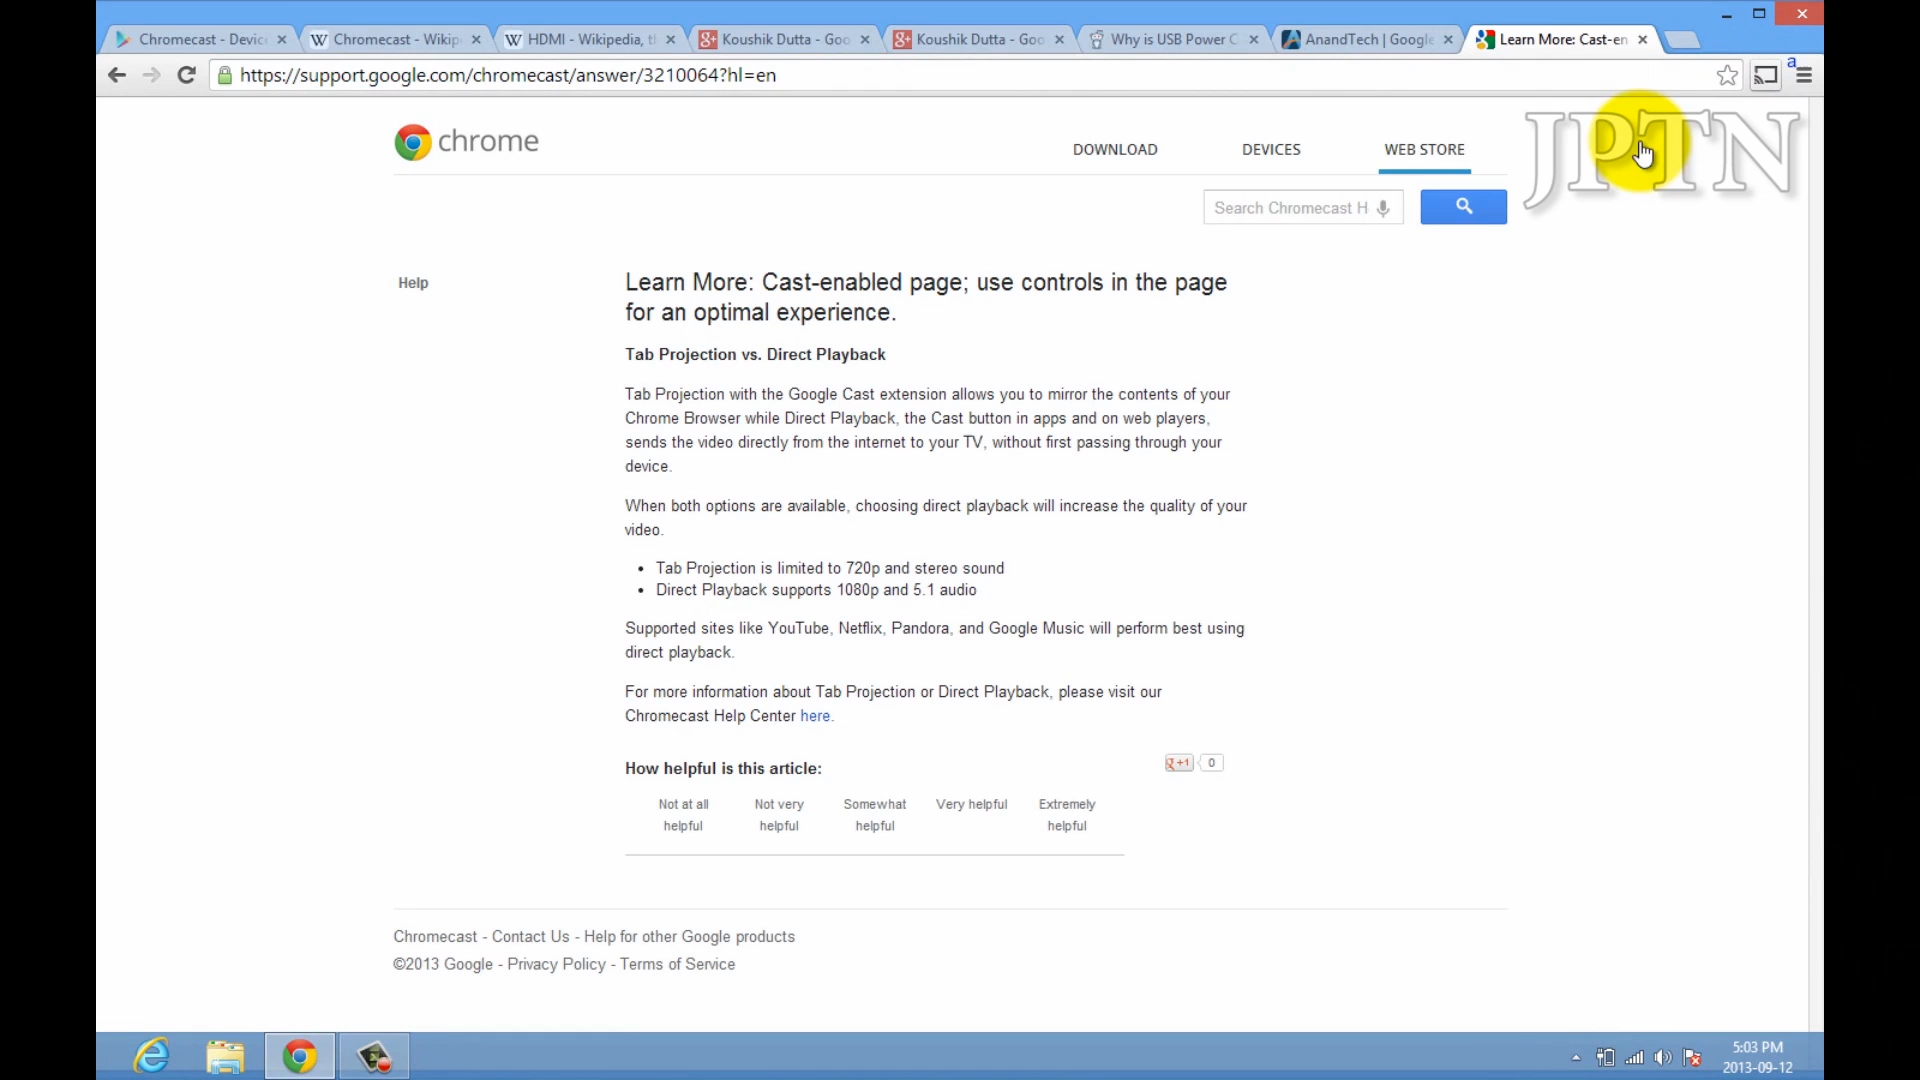 Chromecast - Devic
Chromecast - Wikip
HDMI - Wikipedia, t
Koushik Dutta - Goo
Koushik Dutta - Goo
Why is USB Power C
AnandTech | Google
Learn More: Cast-en
https://support.google.com/chromecast/answer/3210064?hl=en
a
chrome
DOWNLOAD
DEVICES
WEB STORE
JPTN
Search Chromecast H
Help
Learn More: Cast-enabled page; use controls in the page
for an optimal experience.
Tab Projection vs. Direct Playback
Tab Projection with the Google Cast extension allows you to mirror the contents of your
Chrome Browser while Direct Playback, the Cast button in apps and on web players,
sends the video directly from the internet to your TV, without first passing through your
device.
When both options are available, choosing direct playback will increase the quality of your
video.
• Tab Projection is limited to 720p and stereo sound
• Direct Playback supports 1080p and 5.1 audio
Supported sites like YouTube, Netflix, Pandora, and Google Music will perform best using
direct playback.
For more information about Tab Projection or Direct Playback, please visit our
Chromecast Help Center here.
How helpful is this article:
g+1 0
Not at all
helpful
Not very
helpful
Somewhat
helpful
Very helpful
Extremely
helpful
Chromecast - Contact Us - Help for other Google products
©2013 Google - Privacy Policy - Terms of Service
5:03 PM
2013-09-12